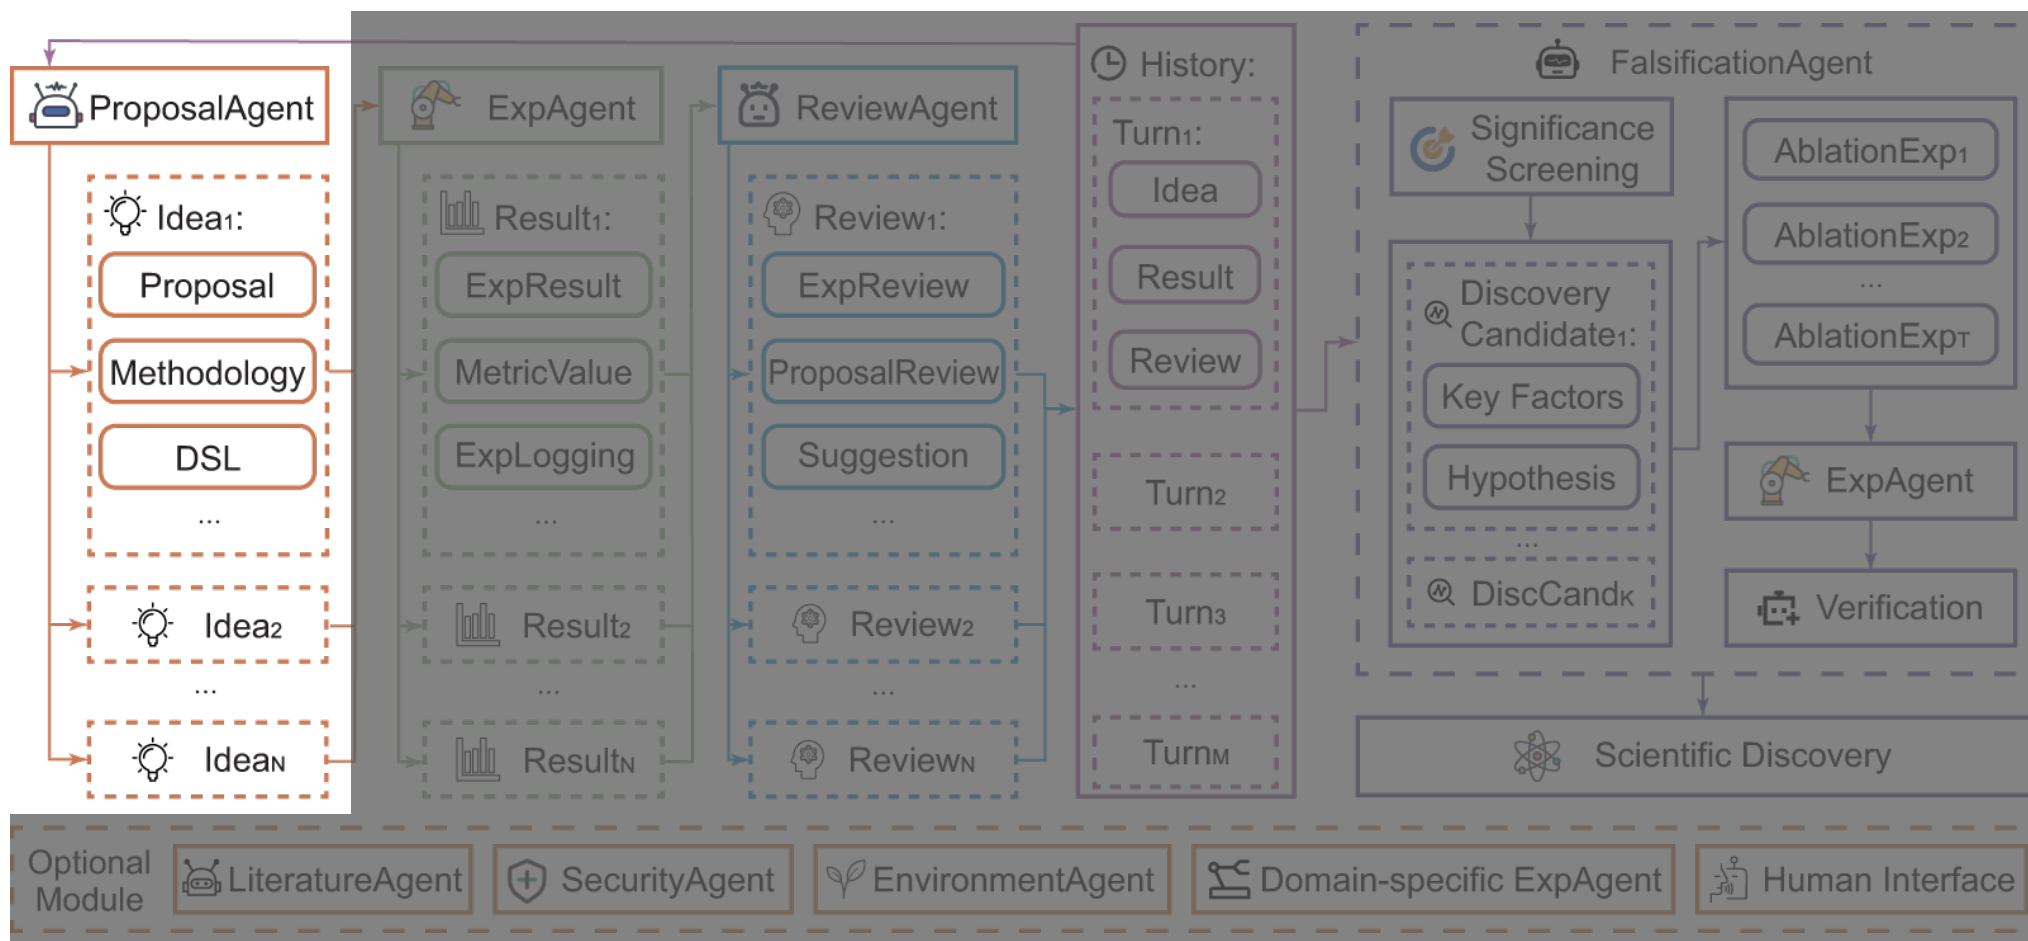 ProposalAgent
Idea1:
Proposal
Methodology
DSL
...
Idea2
...
IdeaN
ExpAgent
Result1:
ExpResult
MetricValue
ExpLogging
...
Result2
...
ResultN
ReviewAgent
Review1:
ExpReview
ProposalReview
Suggestion
...
Review2
...
ReviewN
History:
Turn1:
Idea
Result
Review
Turn2
Turn3
...
TurnM
FalsificationAgent
Significance
Screening
Discovery
Candidate1:
Key Factors
Hypothesis
...
DiscCandK
AblationExp1
AblationExp2
...
AblationExpT
ExpAgent
Verification
Scientific Discovery
Optional
Module
LiteratureAgent
SecurityAgent
EnvironmentAgent
Domain-specific ExpAgent
Human Interface